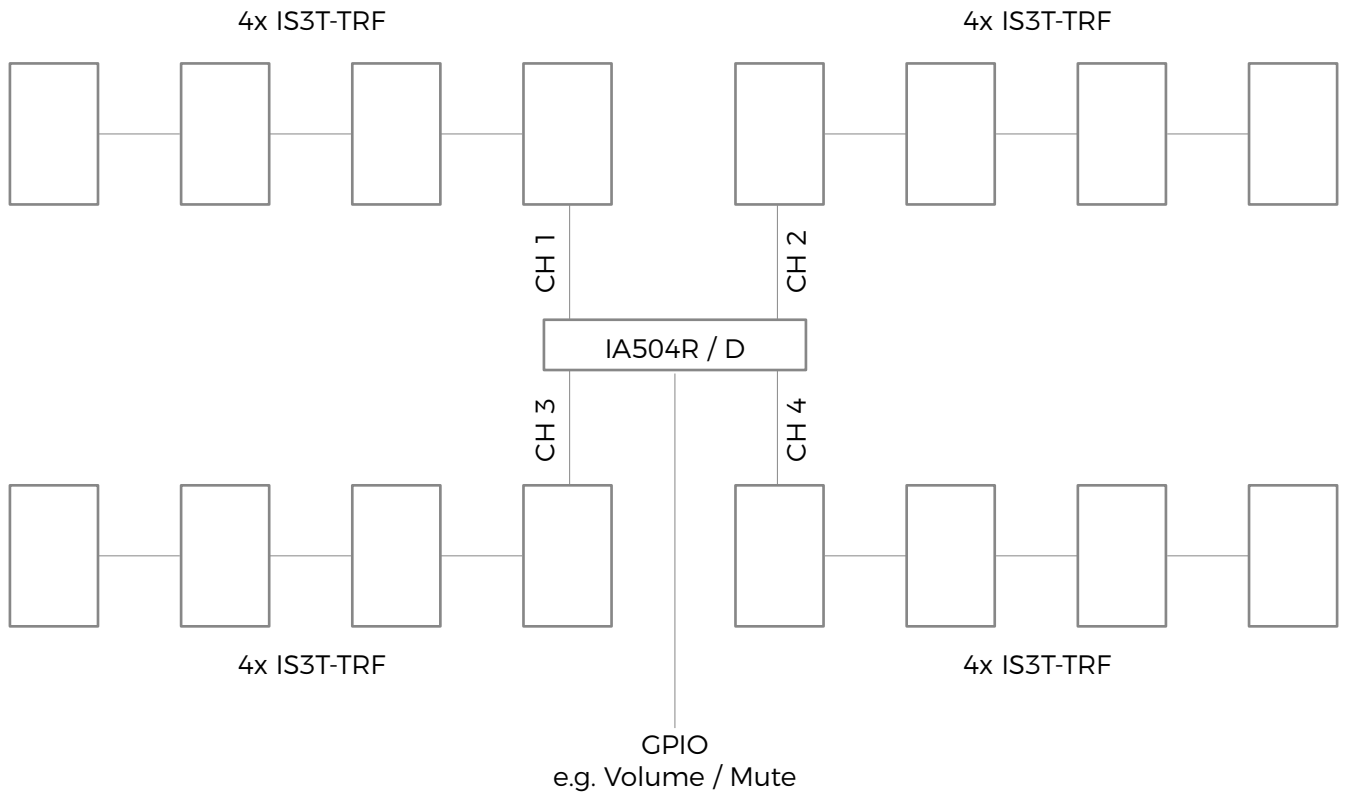 4x IS3T-TRF
4x IS3T-TRF
CH 1
CH 2
IA504R / D
CH 3
CH 4
4x IS3T-TRF
4x IS3T-TRF
GPIO
e.g. Volume / Mute